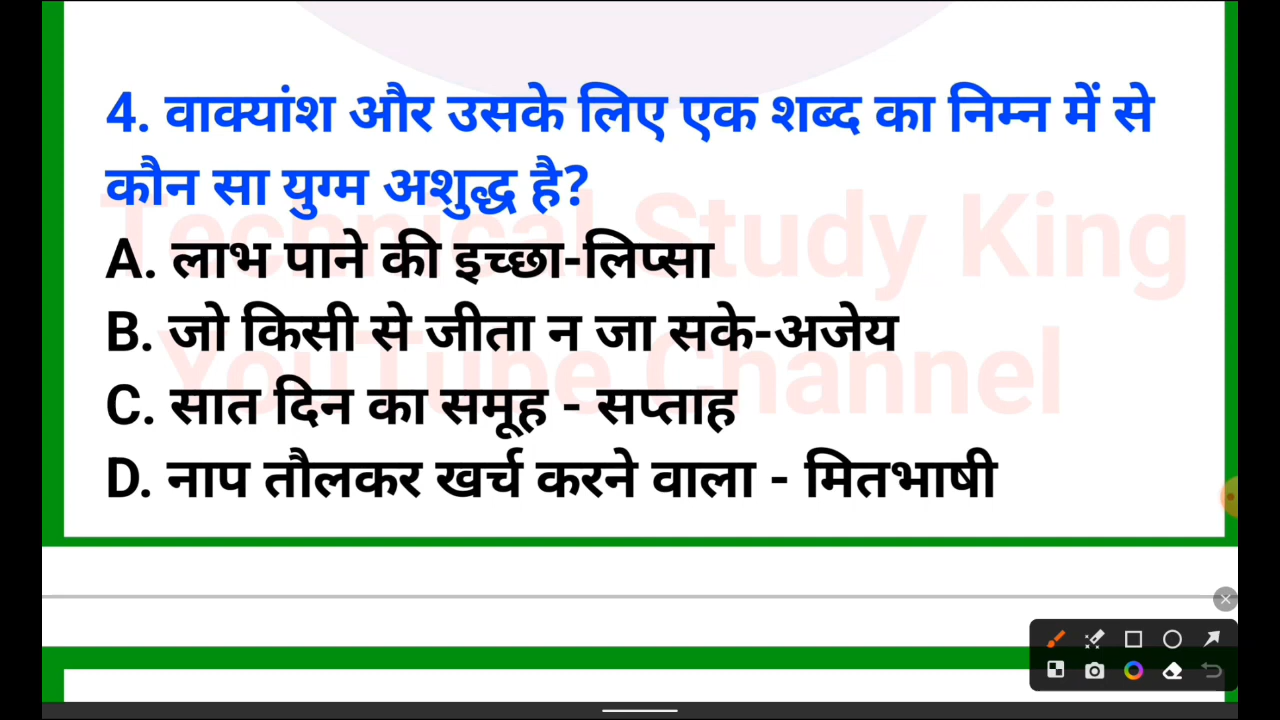 4. वाक्यांश और उसके लिए एक शब्द का निम्न में से
कौन सा युग्म अशुद्ध है?
A. लाभ पाने की इच्छा-लिप्सा
B. जो किसी से जीता न जा सके-अजेय
C. सात दिन का समूह - सप्ताह
D. नाप तौलकर खर्च करने वाला - मितभाषी
Technical Study King
YouTube Channel